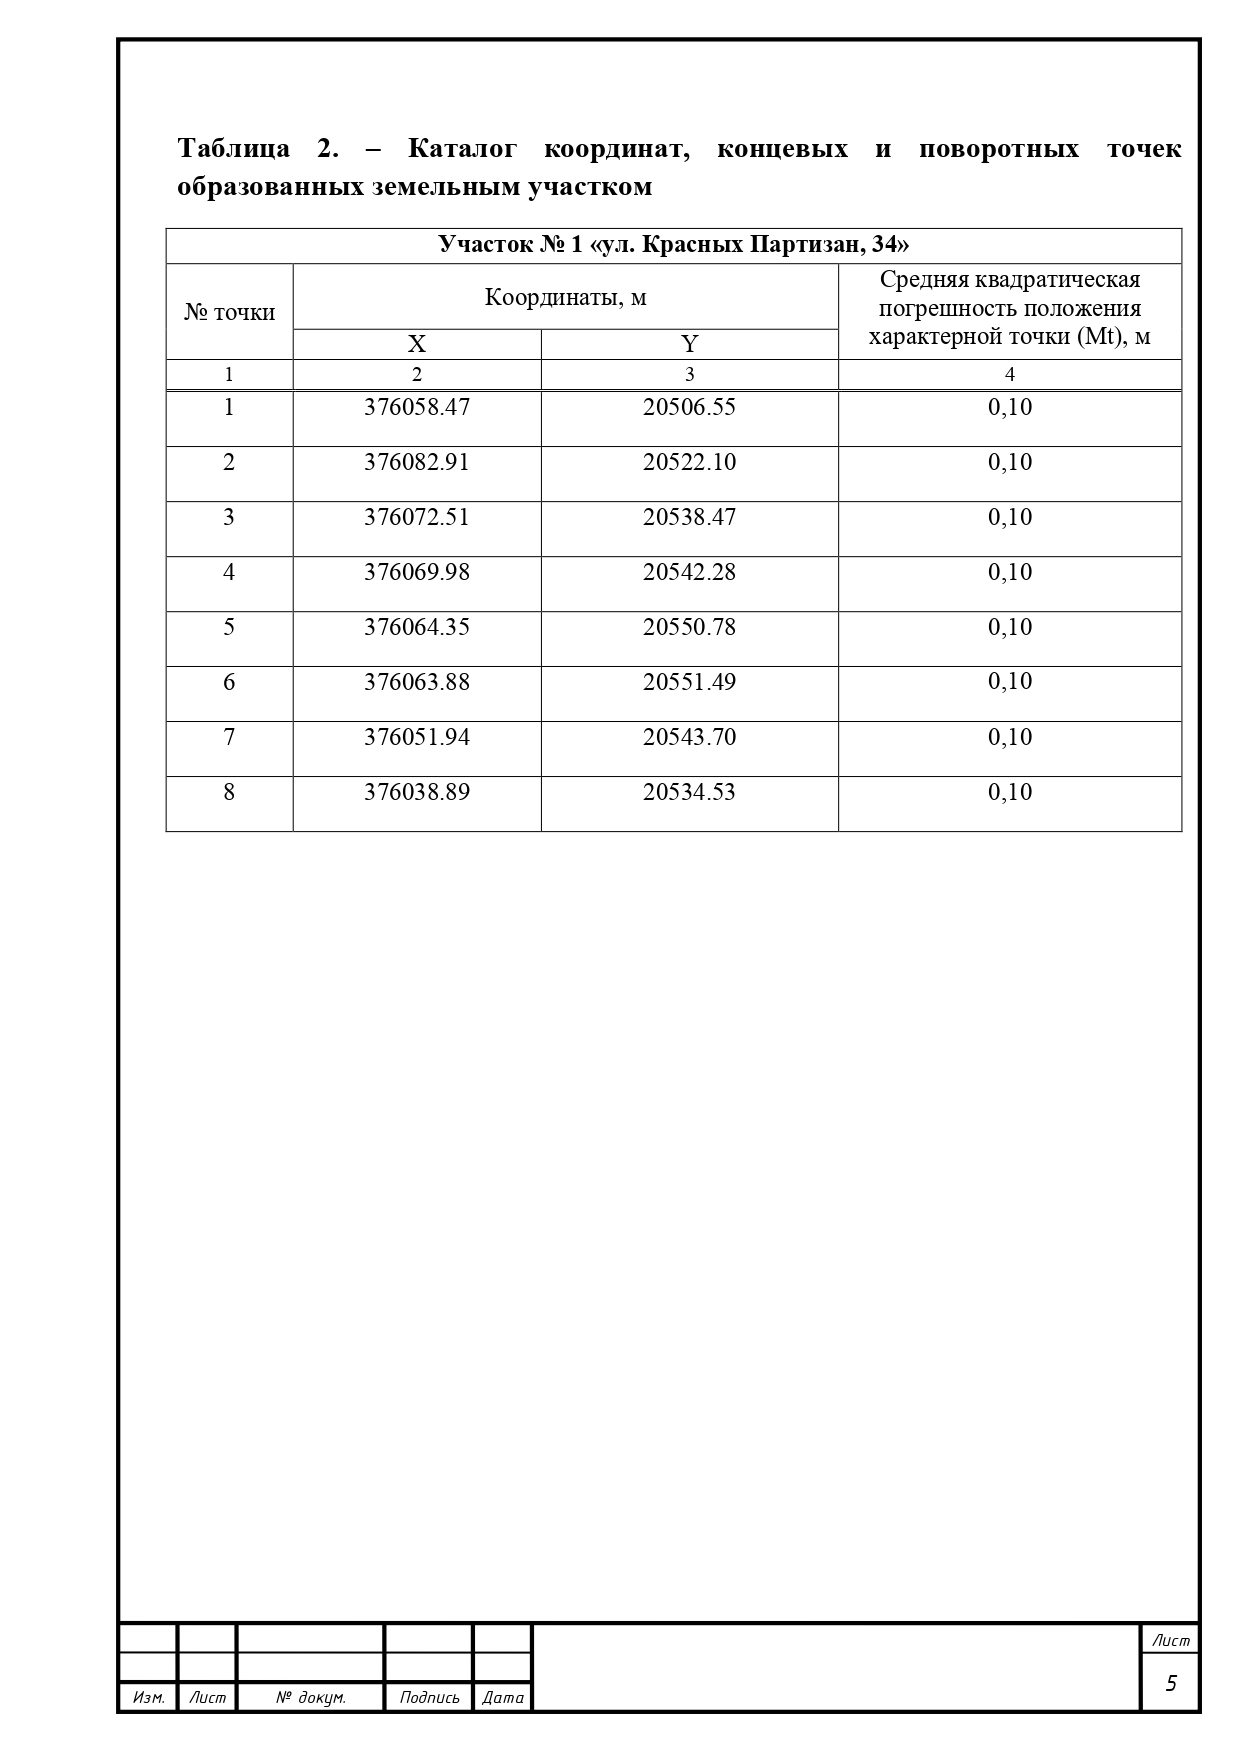 Таблица 2. – Каталог координат, концевых и поворотных точек
образованных земельным участком
Участок № 1 «ул. Красных Партизан, 34»
№ точки
Координаты, м
Средняя квадратическая
погрешность положения
характерной точки (Mt), м
X Y
1 2 3 4
1 376058.47 20506.55 0,10
2 376082.91 20522.10 0,10
3 376072.51 20538.47 0,10
4 376069.98 20542.28 0,10
5 376064.35 20550.78 0,10
6 376063.88 20551.49 0,10
7 376051.94 20543.70 0,10
8 376038.89 20534.53 0,10
Лист
5
Изм. Лист № докум. Подпись Дата